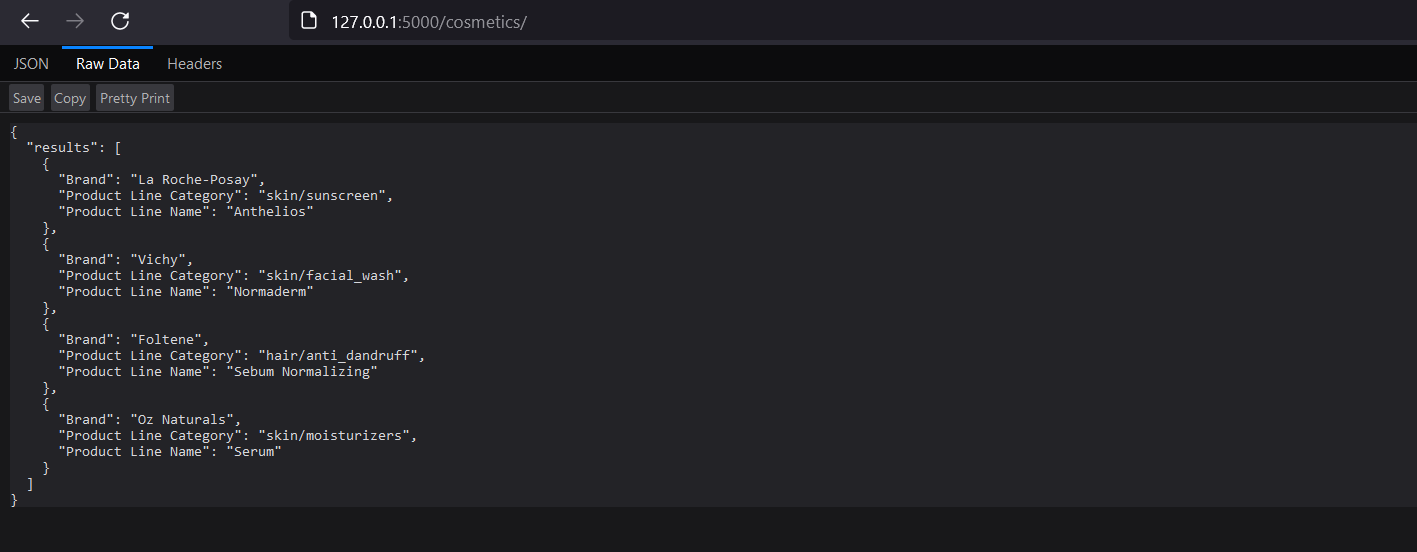 127.0.0.1:5000/cosmetics/
JSON Raw Data Headers
Save Copy Pretty Print
{
  "results": [
    {
      "Brand": "La Roche-Posay",
      "Product Line Category": "skin/sunscreen",
      "Product Line Name": "Anthelios"
    },
    {
      "Brand": "Vichy",
      "Product Line Category": "skin/facial_wash",
      "Product Line Name": "Normaderm"
    },
    {
      "Brand": "Foltene",
      "Product Line Category": "hair/anti_dandruff",
      "Product Line Name": "Sebum Normalizing"
    },
    {
      "Brand": "Oz Naturals",
      "Product Line Category": "skin/moisturizers",
      "Product Line Name": "Serum"
    }
  ]
}